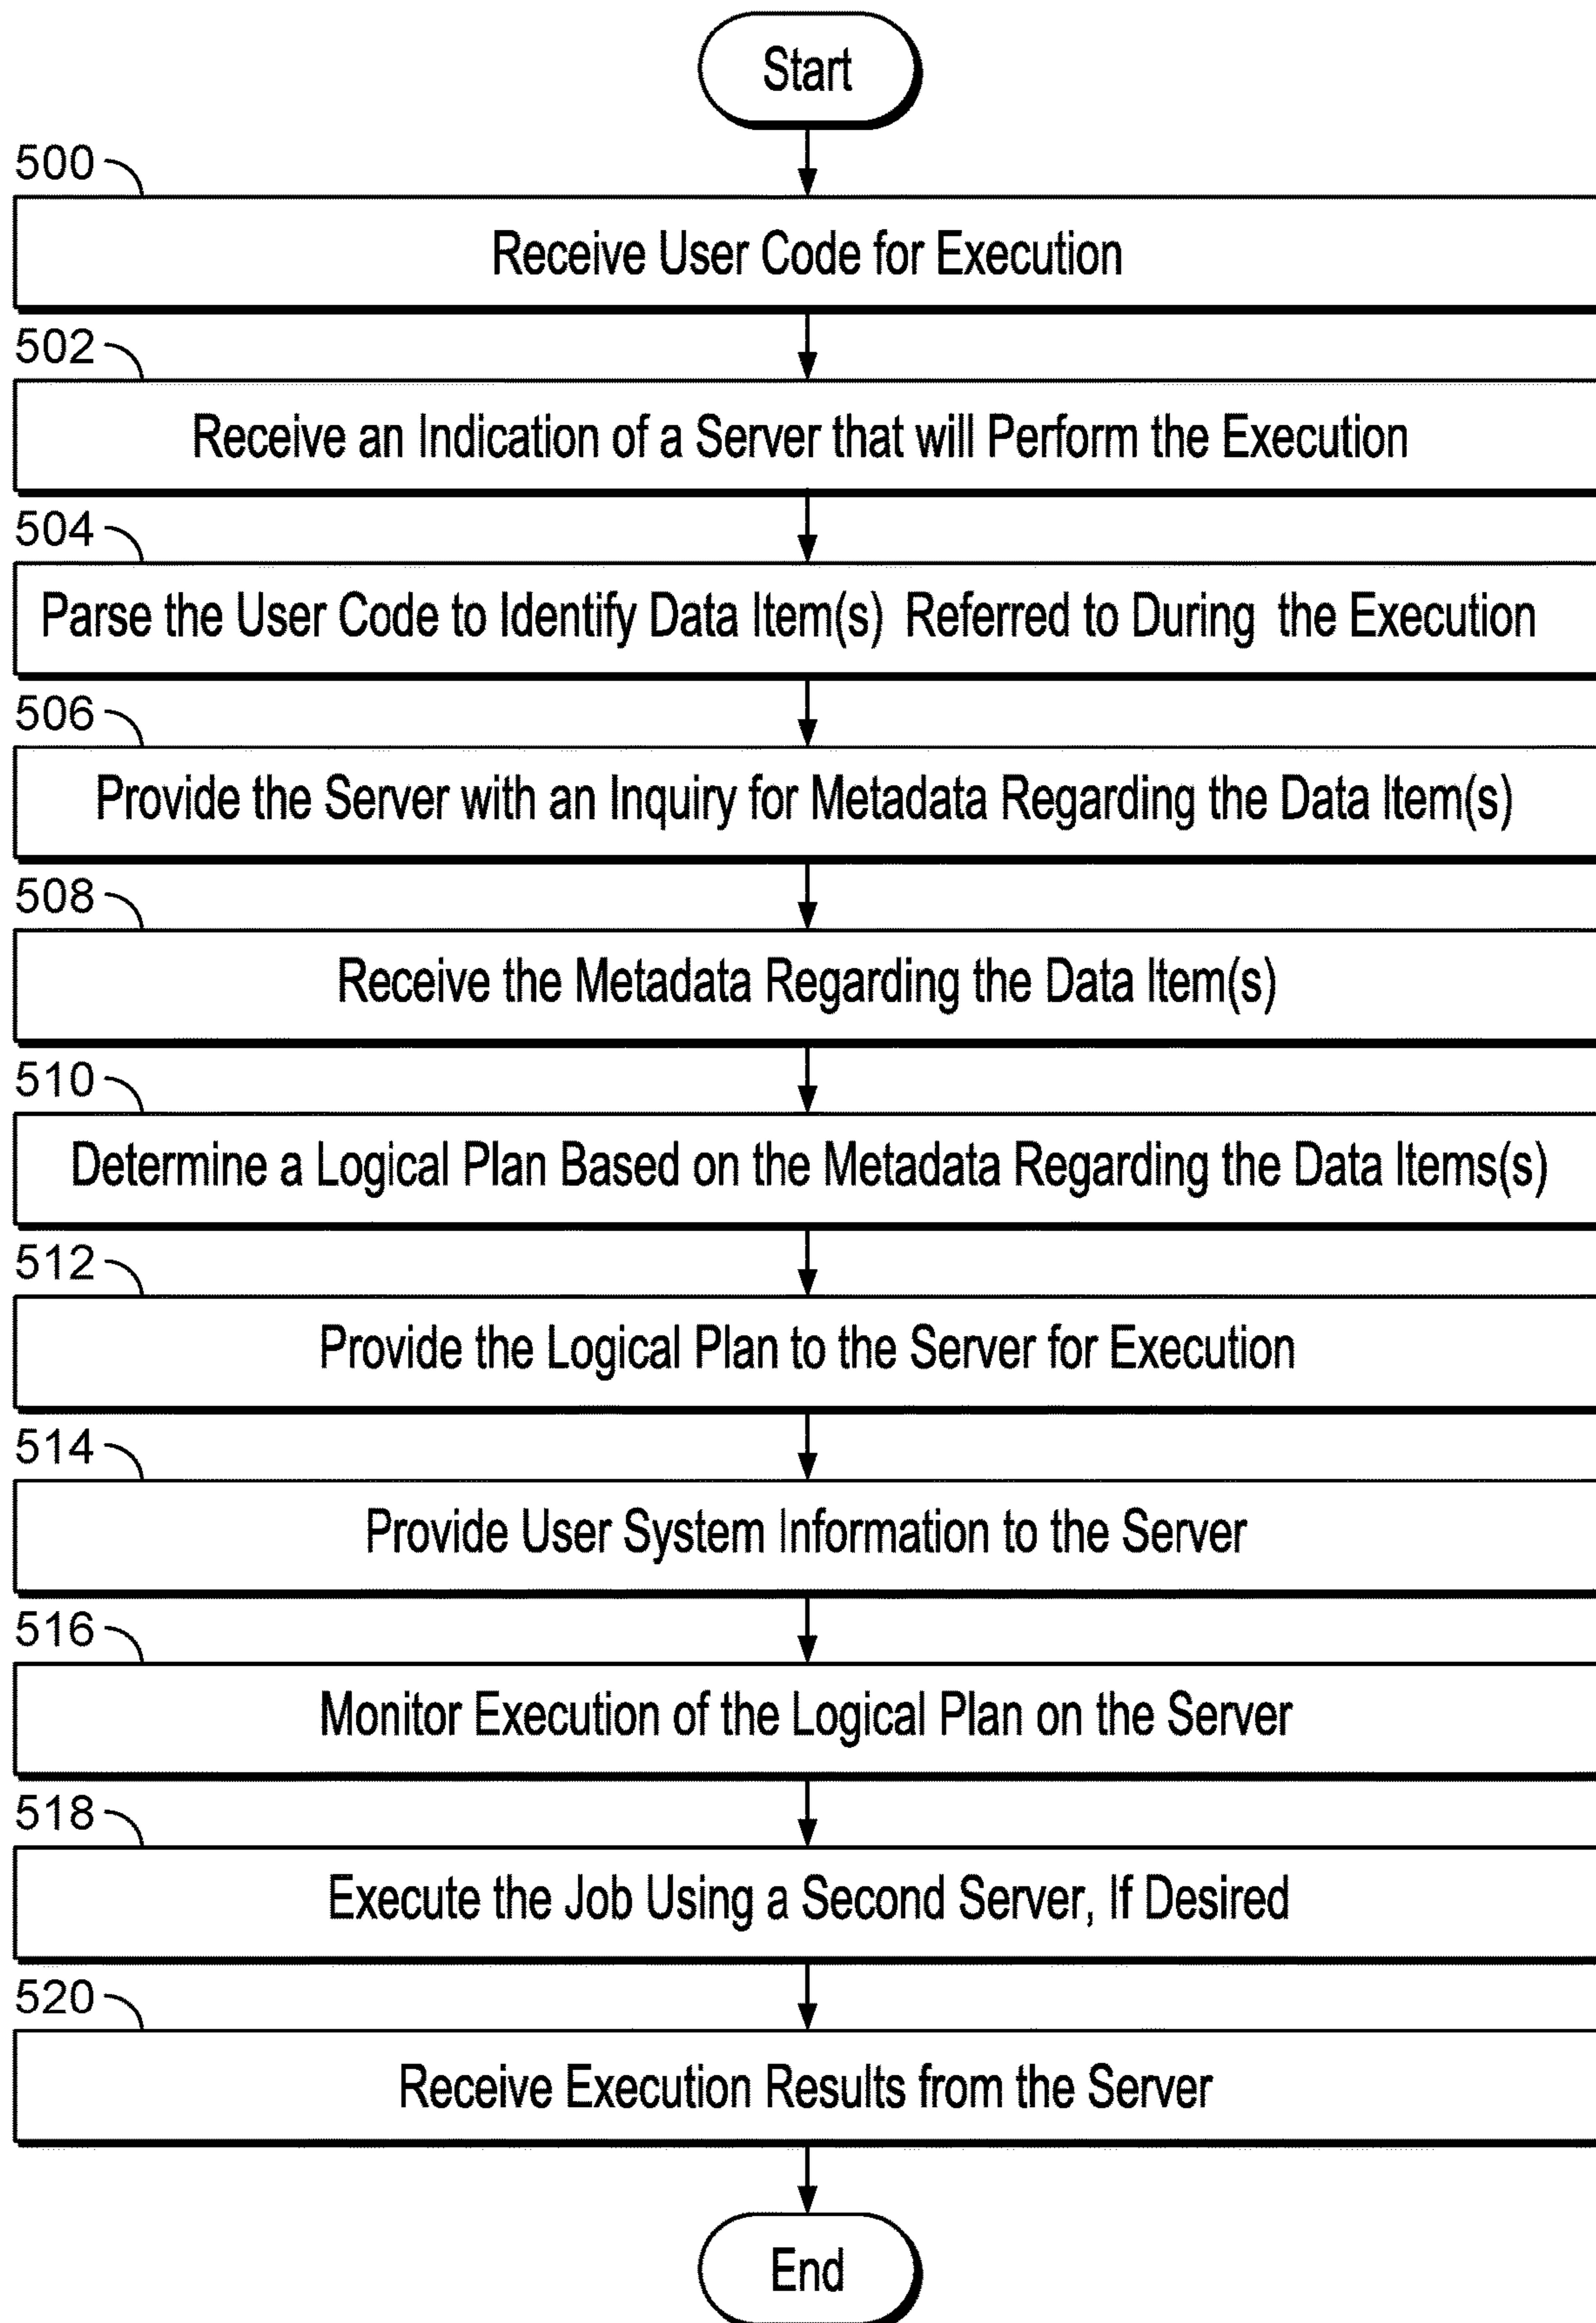 Start
500
Receive User Code for Execution
502
Receive an Indication of a Server that will Perform the Execution
504
Parse the User Code to Identify Data Item(s) Referred to During the Execution
506
Provide the Server with an Inquiry for Metadata Regarding the Data Item(s)
508
Receive the Metadata Regarding the Data Item(s)
510
Determine a Logical Plan Based on the Metadata Regarding the Data Items(s)
512
Provide the Logical Plan to the Server for Execution
514
Provide User System Information to the Server
516
Monitor Execution of the Logical Plan on the Server
518
Execute the Job Using a Second Server, If Desired
520
Receive Execution Results from the Server
End